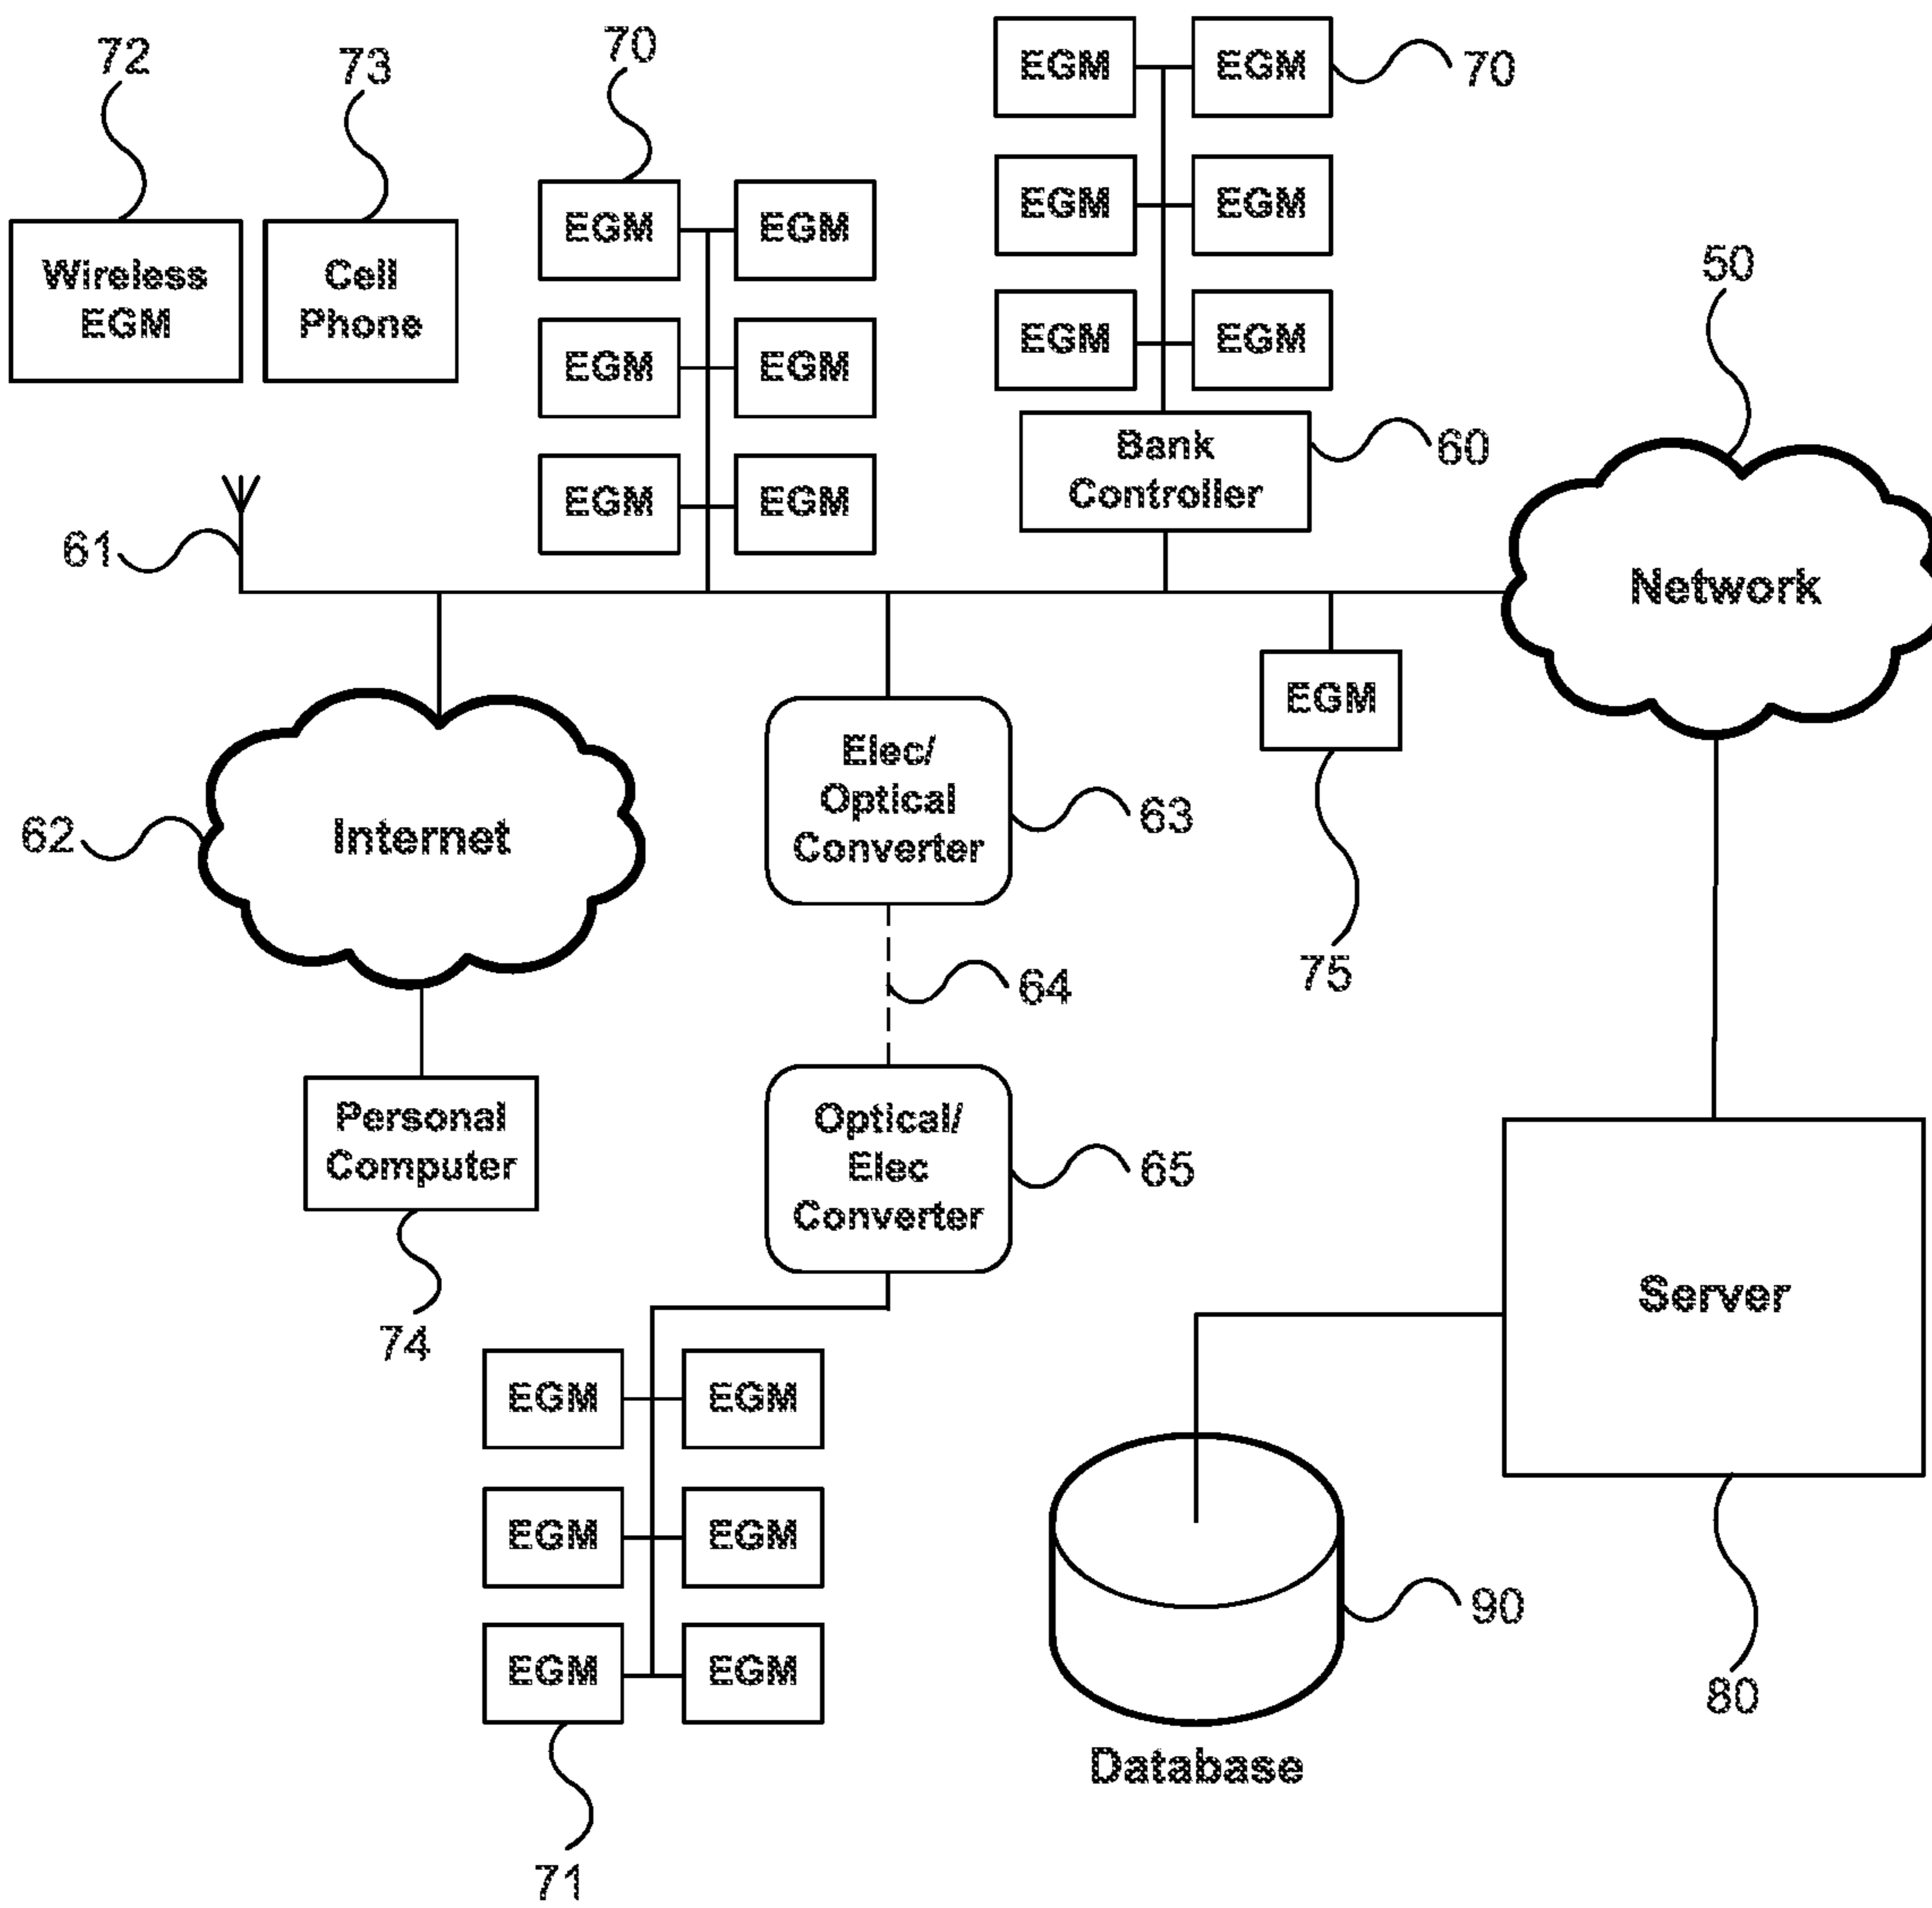 72
73
70
EGM
EGM
70
EGM
EGM
EGM
EGM
EGM
EGM
EGM
EGM
EGM
EGM
Wireless
EGM
Cell
Phone
50
Bank
Controller
60
61
Network
EGM
75
62
Internet
Elec/
Optical
Converter
63
64
Personal
Computer
74
Optical/
Elec
Converter
65
Server
80
EGM
EGM
EGM
EGM
EGM
EGM
71
90
Database